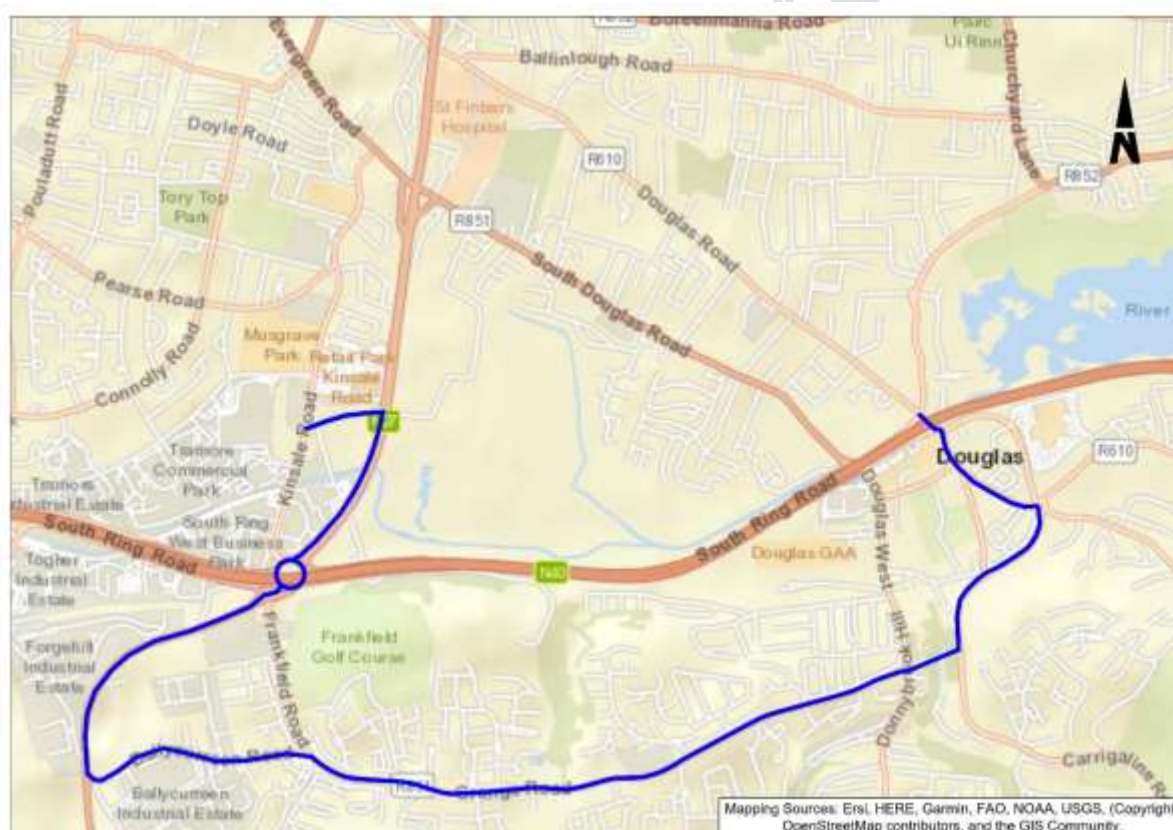 Boreenmanna Road
Evergreen Road
Ballinlough Road
Churchyard Lane
Pairc
Ui Rinn
St Finbarrs
Hospital
Pouladutt Road
Doyle Road
R610
R852
Tory Top
Park
R851
Douglas Road
South Douglas Road
Pearse Road
River
Musgrave
Park
Retail Park
Kinsale
Road
Connolly Road
Kinsale Road
Tramore
Commercial
Park
Douglas
R610
Tramore
Industrial Estate
South Ring Road
South Ring
West Business
Park
South Ring Road
Douglas West
Douglas GAA
N40
Togher
Industrial
Estate
Frankfield
Golf Course
Forgehill
Industrial
Estate
Frankfield Road
Hill
Grange Road
Carrigaline
Ballycurreen
Industrial Estate
Mapping Sources: Esri, HERE, Garmin, FAO, NOAA, USGS, (Copyright
OpenStreetMap contributors, and the GIS Community
N